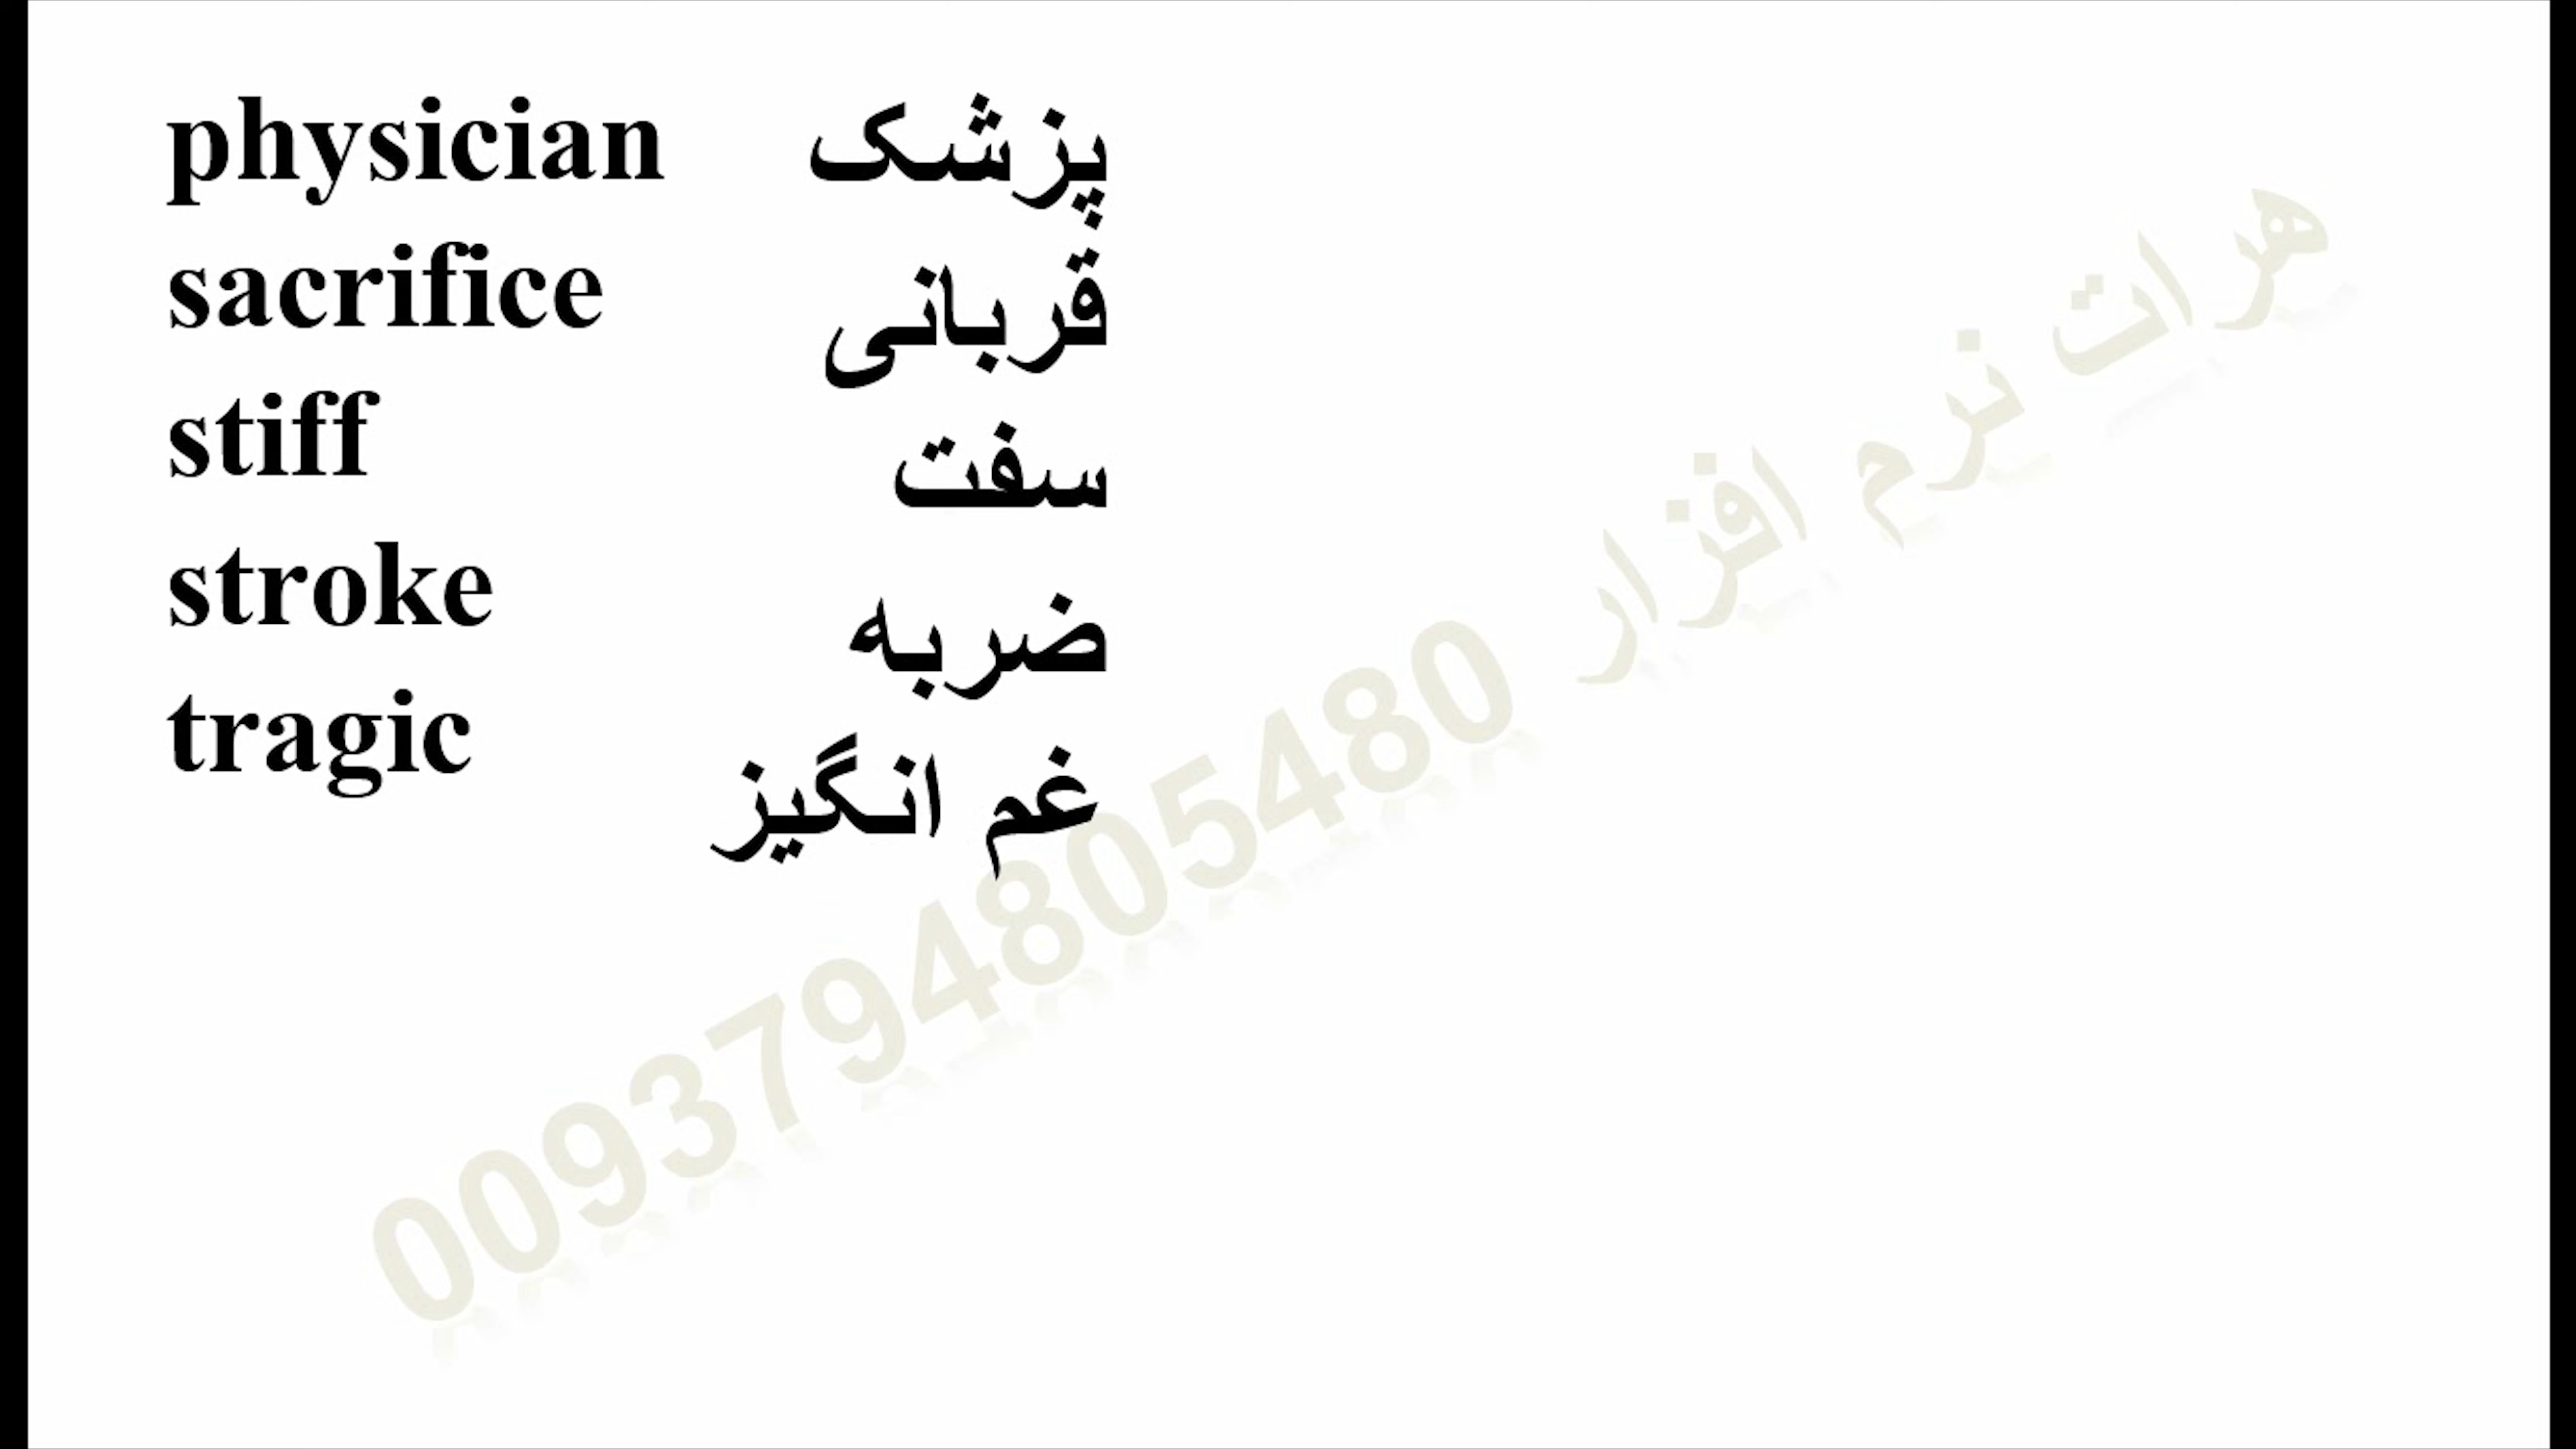 physician پزشک
sacrifice قربانی
stiff سفت
stroke ضربه
tragic غم انگیز
هرات نرم افزار 0093794805480